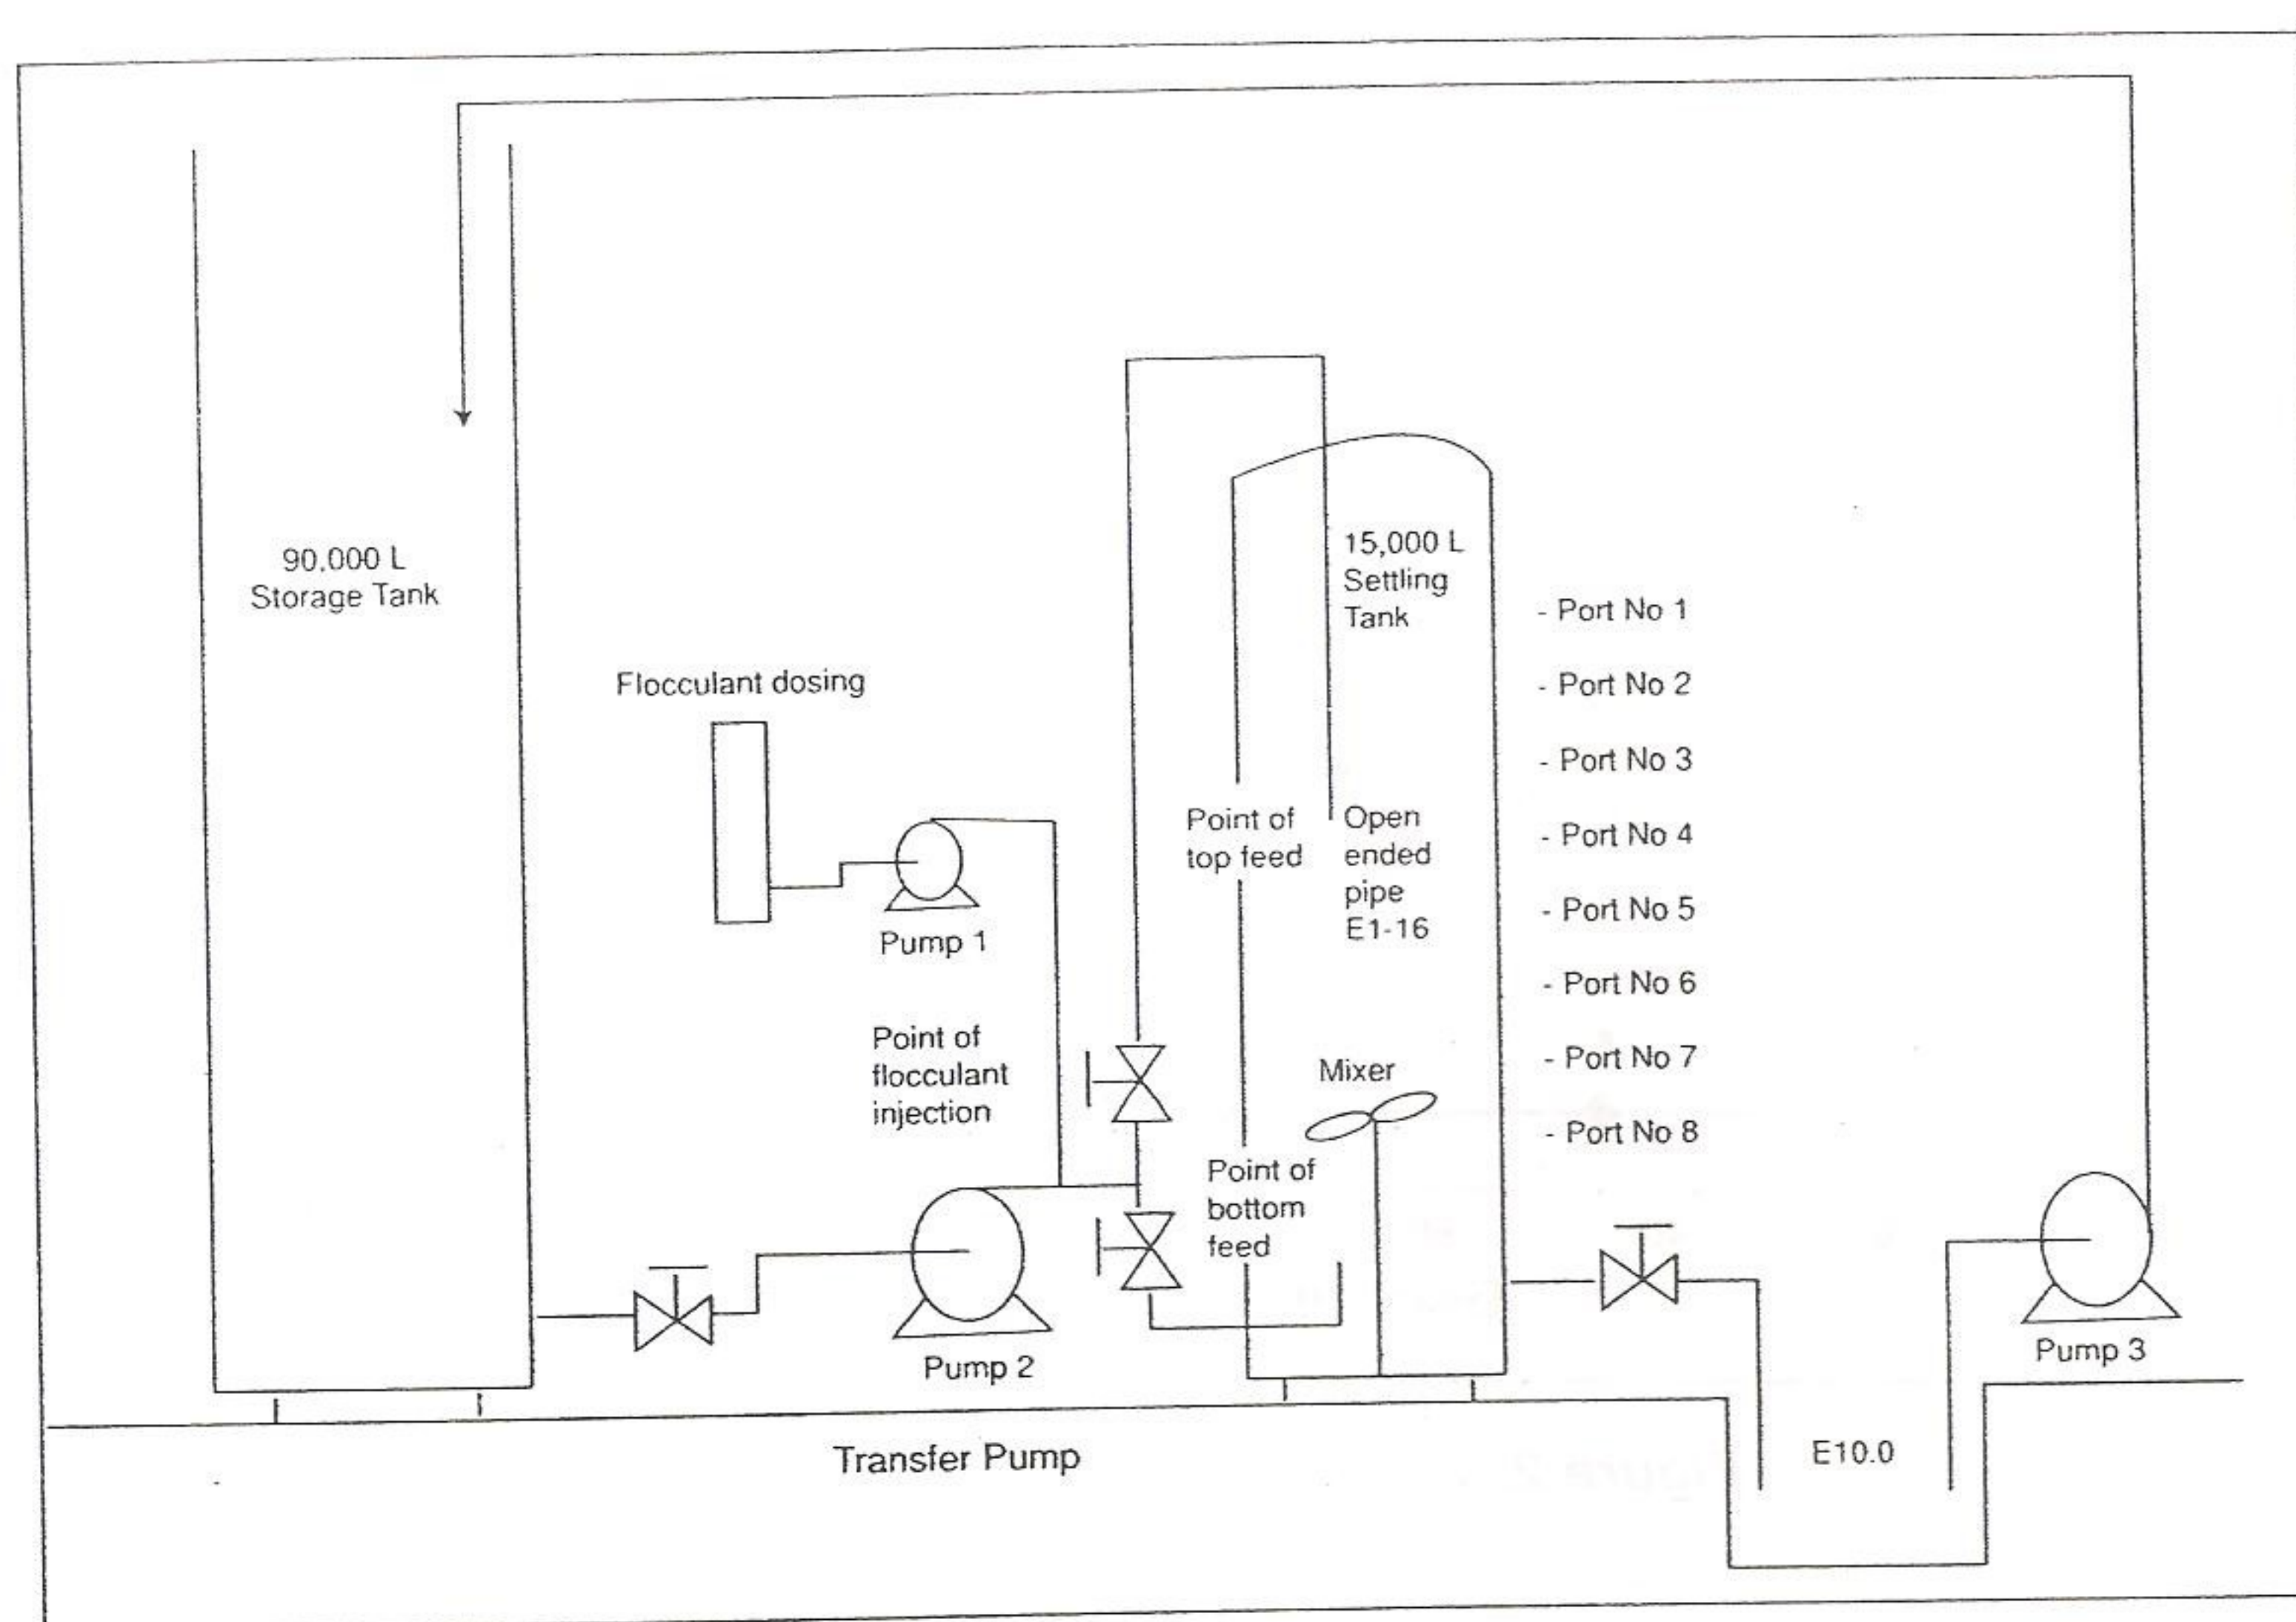 90,000 L
Storage Tank
Flocculant dosing
Pump 1
Point of
flocculant
injection
Pump 2
15,000 L
Settling
Tank
Point of
top feed
Open
ended
pipe
E1-16
Mixer
Point of
bottom
feed
- Port No 1
- Port No 2
- Port No 3
- Port No 4
- Port No 5
- Port No 6
- Port No 7
- Port No 8
Pump 3
E10.0
Transfer Pump